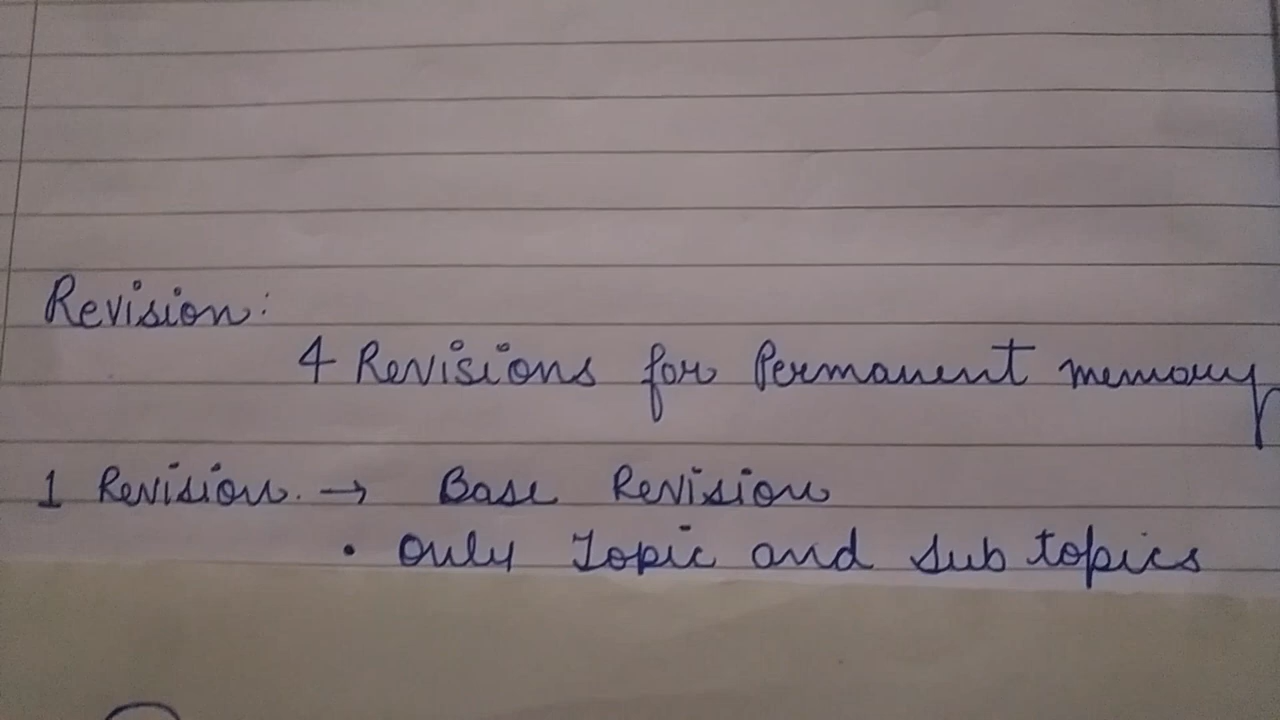 Revision:
4 Revisions for Permanent memory
1 Revision. → Base Revision
• Only Topic and Sub topics